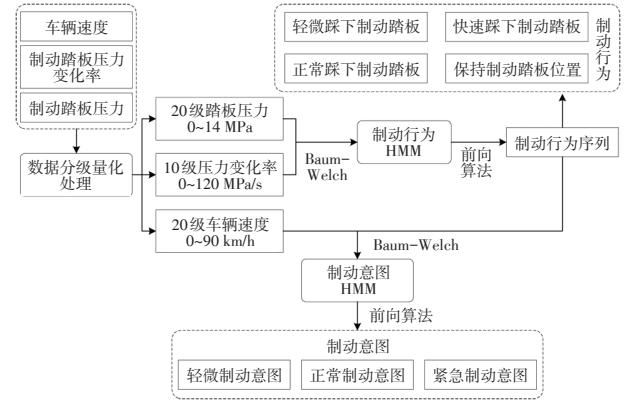 车辆速度
制动踏板压力
变化率
制动踏板压力
数据分级量化
处理
20级踏板压力
0~14 MPa
10级压力变化率
0~120 MPa/s
20级车辆速度
0~90 km/h
Baum-
Welch
制动行为
HMM
前向
算法
制动行为序列
轻微踩下制动踏板
快速踩下制动踏板
正常踩下制动踏板
保持制动踏板位置
制动行为
Baum-Welch
制动意图
HMM
前向算法
制动意图
轻微制动意图
正常制动意图
紧急制动意图